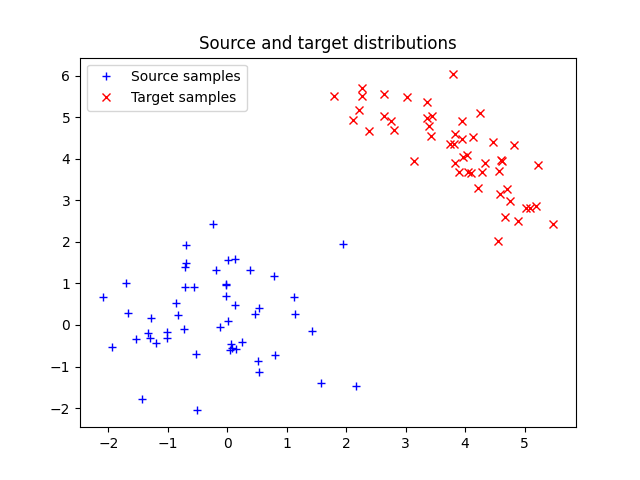 Source and target distributions
Source samples
Target samples
6
5
4
3
2
1
0
−1
−2
−2 −1 0 1 2 3 4 5